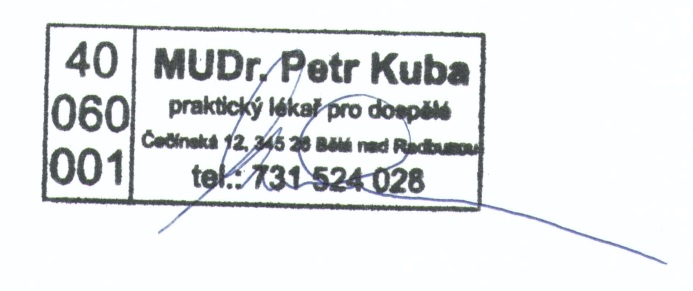 40
060
001
MUDr. Petr Kuba
praktický lékař pro dospělé
Čečínská 12, 345 26 Bělá nad Radbuzou
tel.: 731 524 028